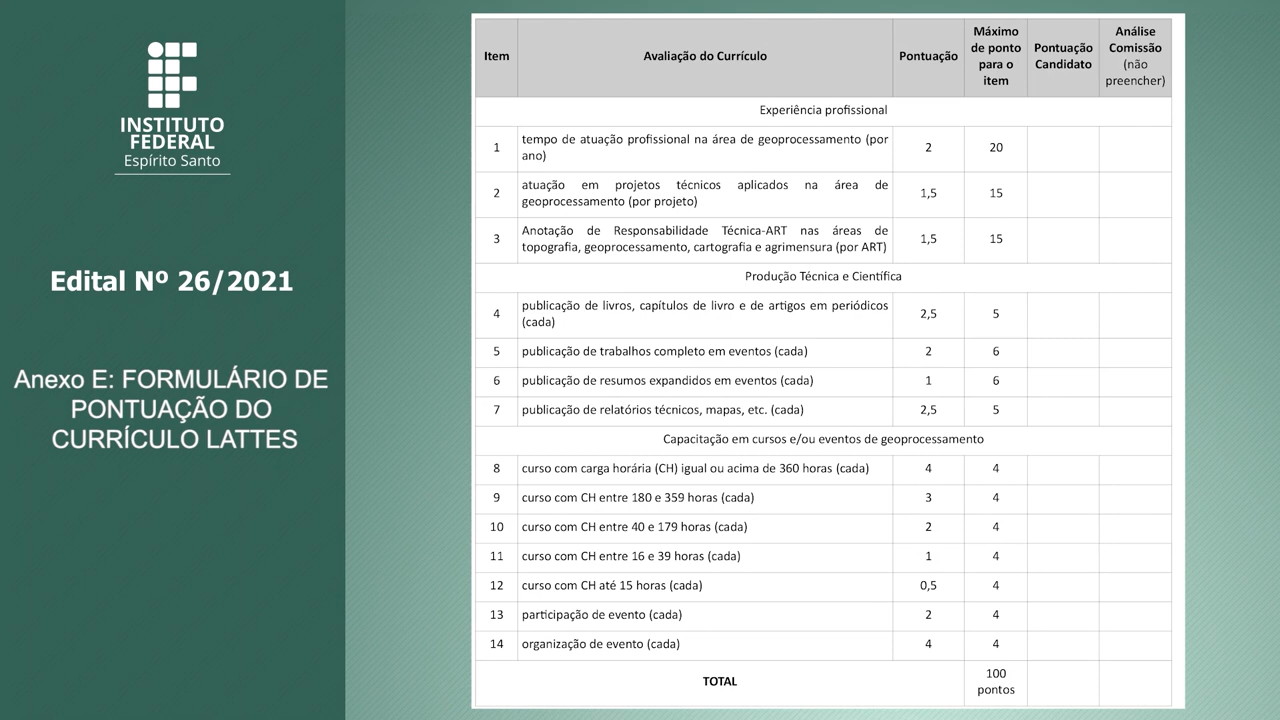 INSTITUTO
FEDERAL
Espírito Santo
Edital Nº 26/2021
Anexo E: FORMULÁRIO DE
PONTUAÇÃO DO
CURRÍCULO LATTES
Item Avaliação do Currículo Pontuação Máximo de ponto para o item Pontuação Candidato Análise Comissão (não preencher)
Experiência profissional
1 tempo de atuação profissional na área de geoprocessamento (por ano) 2 20
2 atuação em projetos técnicos aplicados na área de geoprocessamento (por projeto) 1,5 15
3 Anotação de Responsabilidade Técnica-ART nas áreas de topografia, geoprocessamento, cartografia e agrimensura (por ART) 1,5 15
Produção Técnica e Científica
4 publicação de livros, capítulos de livro e de artigos em periódicos (cada) 2,5 5
5 publicação de trabalhos completo em eventos (cada) 2 6
6 publicação de resumos expandidos em eventos (cada) 1 6
7 publicação de relatórios técnicos, mapas, etc. (cada) 2,5 5
Capacitação em cursos e/ou eventos de geoprocessamento
8 curso com carga horária (CH) igual ou acima de 360 horas (cada) 4 4
9 curso com CH entre 180 e 359 horas (cada) 3 4
10 curso com CH entre 40 e 179 horas (cada) 2 4
11 curso com CH entre 16 e 39 horas (cada) 1 4
12 curso com CH até 15 horas (cada) 0,5 4
13 participação de evento (cada) 2 4
14 organização de evento (cada) 4 4
TOTAL 100 pontos